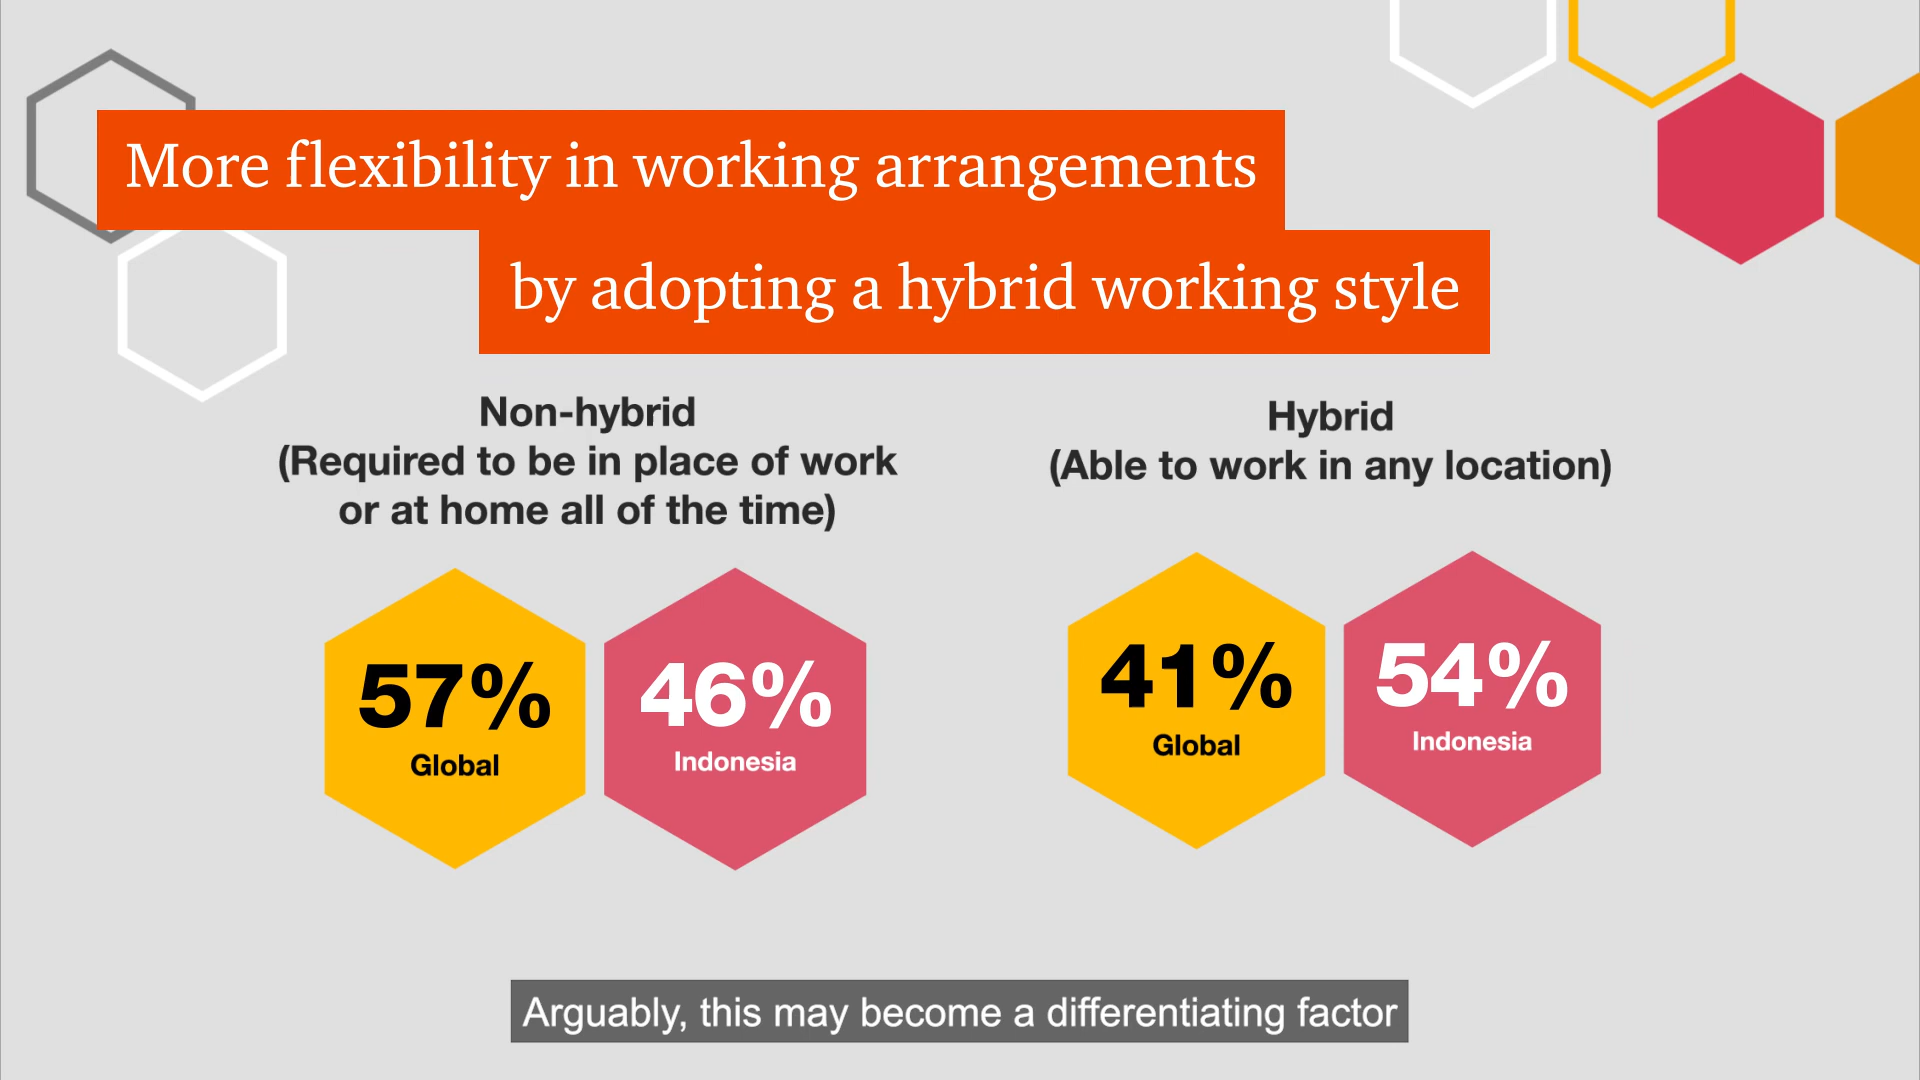 More flexibility in working arrangements
by adopting a hybrid working style
Non-hybrid
(Required to be in place of work
or at home all of the time)
57%
Global
46%
Indonesia
Hybrid
(Able to work in any location)
41%
Global
54%
Indonesia
Arguably, this may become a differentiating factor